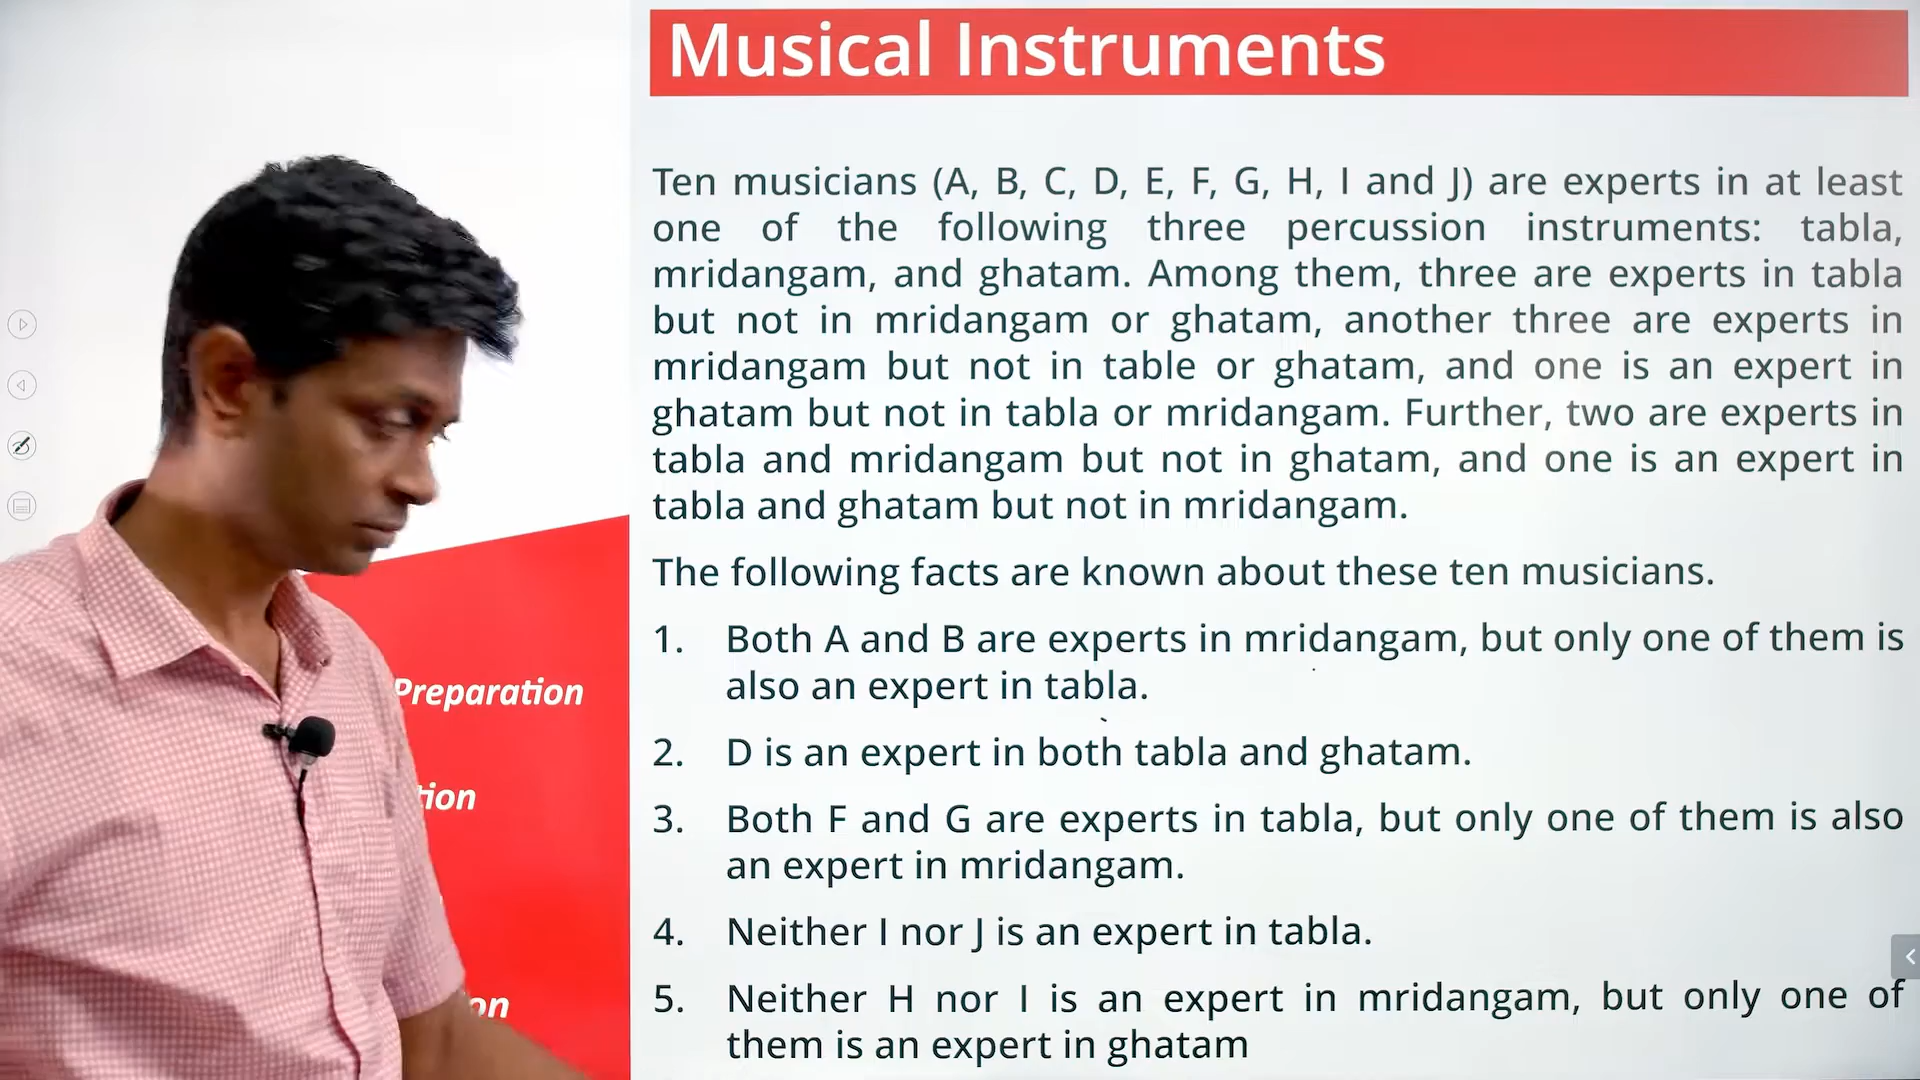 Musical Instruments
Ten musicians (A, B, C, D, E, F, G, H, I and J) are experts in at least
one of the following three percussion instruments: tabla,
mridangam, and ghatam. Among them, three are experts in tabla
but not in mridangam or ghatam, another three are experts in
mridangam but not in table or ghatam, and one is an expert in
ghatam but not in tabla or mridangam. Further, two are experts in
tabla and mridangam but not in ghatam, and one is an expert in
tabla and ghatam but not in mridangam.
The following facts are known about these ten musicians.
1. Both A and B are experts in mridangam, but only one of them is
also an expert in tabla.
2. D is an expert in both tabla and ghatam.
3. Both F and G are experts in tabla, but only one of them is also
an expert in mridangam.
4. Neither I nor J is an expert in tabla.
5. Neither H nor I is an expert in mridangam, but only one of
them is an expert in ghatam
Preparation